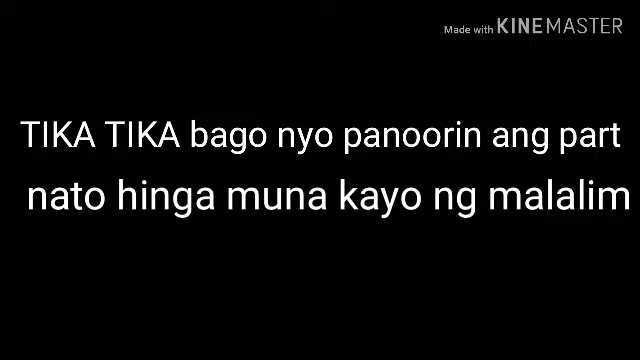 Made with KINEMASTER
TIKA TIKA bago nyo panoorin ang part
nato hinga muna kayo ng malalim